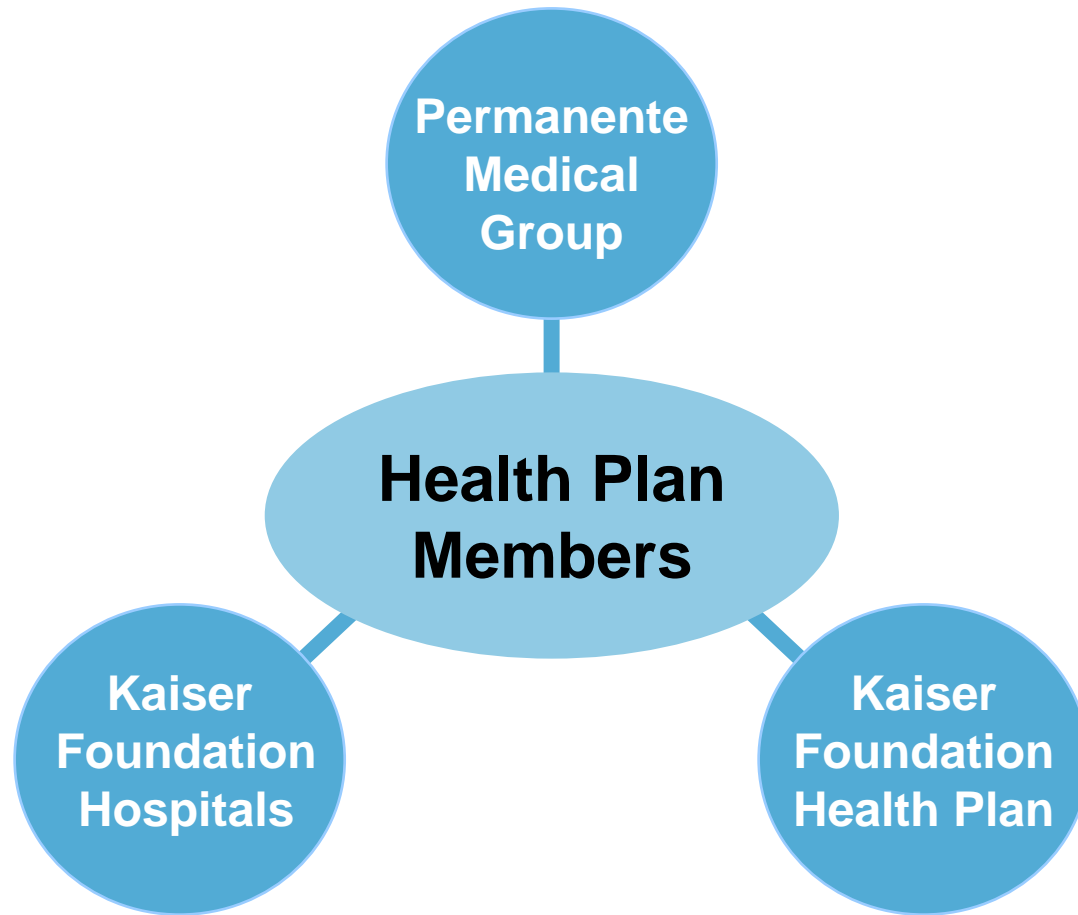 Permanente
Medical
Group
Health Plan
Members
Kaiser
Foundation
Hospitals
Kaiser
Foundation
Health Plan